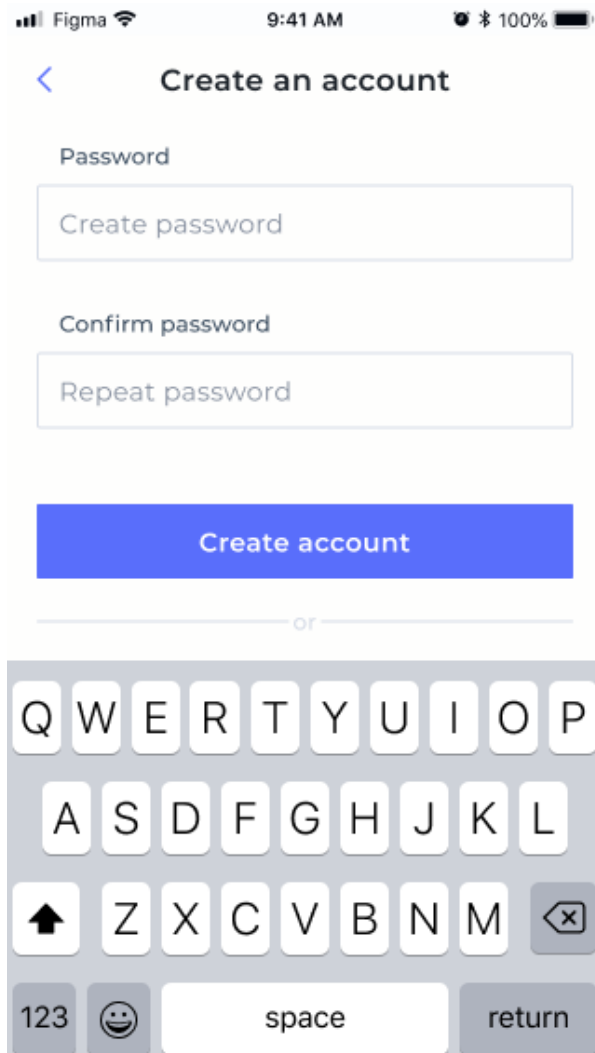 Figma 9:41 AM 100%
Create an account
Password
Create password
Confirm password
Repeat password
Create account
or
Q W E R T Y U I O P
A S D F G H J K L
Z X C V B N M
123 space return